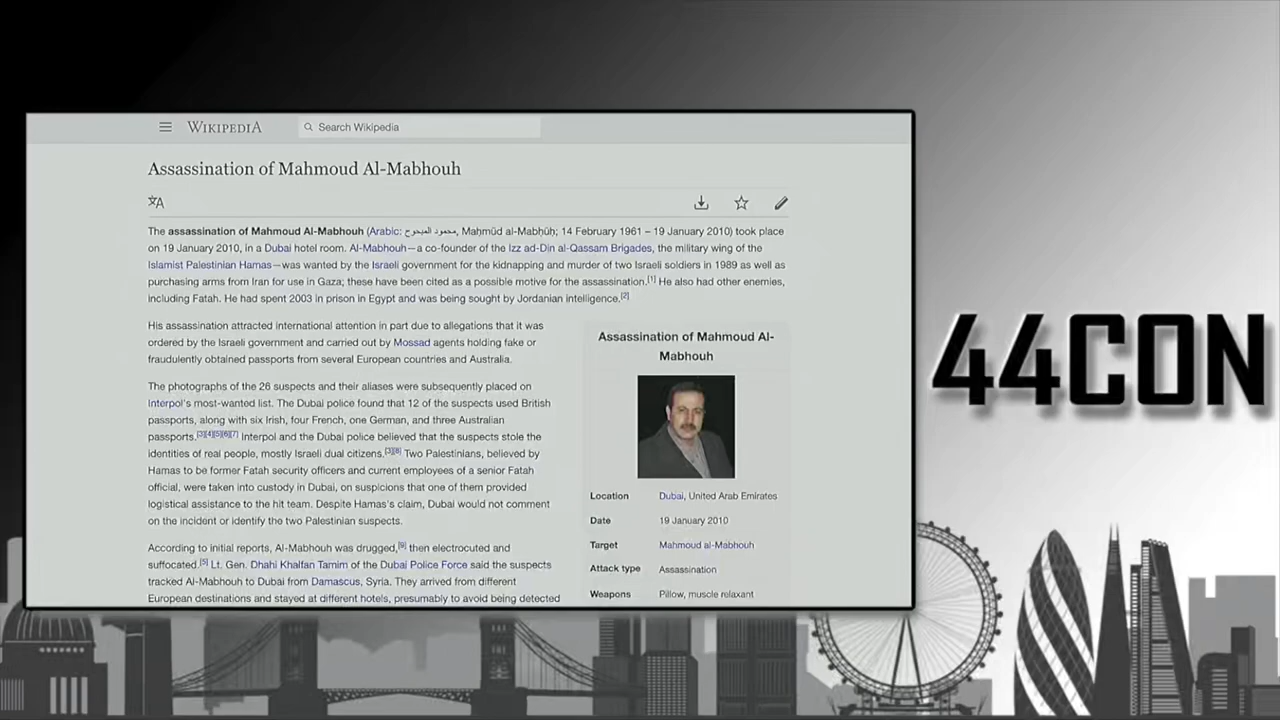 WIKIPEDIA
Search Wikipedia
Assassination of Mahmoud Al-Mabhouh
The assassination of Mahmoud Al-Mabhouh (Arabic: محمود المبحوح, Maḥmūd al-Mabḥūḥ; 14 February 1961 – 19 January 2010) took place
on 19 January 2010, in a Dubai hotel room. Al-Mabhouh—a co-founder of the Izz ad-Din al-Qassam Brigades, the military wing of the
Islamist Palestinian Hamas—was wanted by the Israeli government for the kidnapping and murder of two Israeli soldiers in 1989 as well as
purchasing arms from Iran for use in Gaza; these have been cited as a possible motive for the assassination.[1] He also had other enemies,
including Fatah. He had spent 2003 in prison in Egypt and was being sought by Jordanian intelligence.[2]
His assassination attracted international attention in part due to allegations that it was
ordered by the Israeli government and carried out by Mossad agents holding fake or
fraudulently obtained passports from several European countries and Australia.
The photographs of the 26 suspects and their aliases were subsequently placed on
Interpol's most-wanted list. The Dubai police found that 12 of the suspects used British
passports, along with six Irish, four French, one German, and three Australian
passports.[3][4][5][6][7] Interpol and the Dubai police believed that the suspects stole the
identities of real people, mostly Israeli dual citizens.[3][8] Two Palestinians, believed by
Hamas to be former Fatah security officers and current employees of a senior Fatah
official, were taken into custody in Dubai, on suspicions that one of them provided
logistical assistance to the hit team. Despite Hamas's claim, Dubai would not comment
on the incident or identify the two Palestinian suspects.
According to initial reports, Al-Mabhouh was drugged,[9] then electrocuted and
suffocated.[5] Lt. Gen. Dhahi Khalfan Tamim of the Dubai Police Force said the suspects
tracked Al-Mabhouh to Dubai from Damascus, Syria. They arrived from different
European destinations and stayed at different hotels, presumably to avoid being detected
Assassination of Mahmoud Al-
Mabhouh
Location Dubai, United Arab Emirates
Date 19 January 2010
Target Mahmoud al-Mabhouh
Attack type Assassination
Weapons Pillow, muscle relaxant
44CON